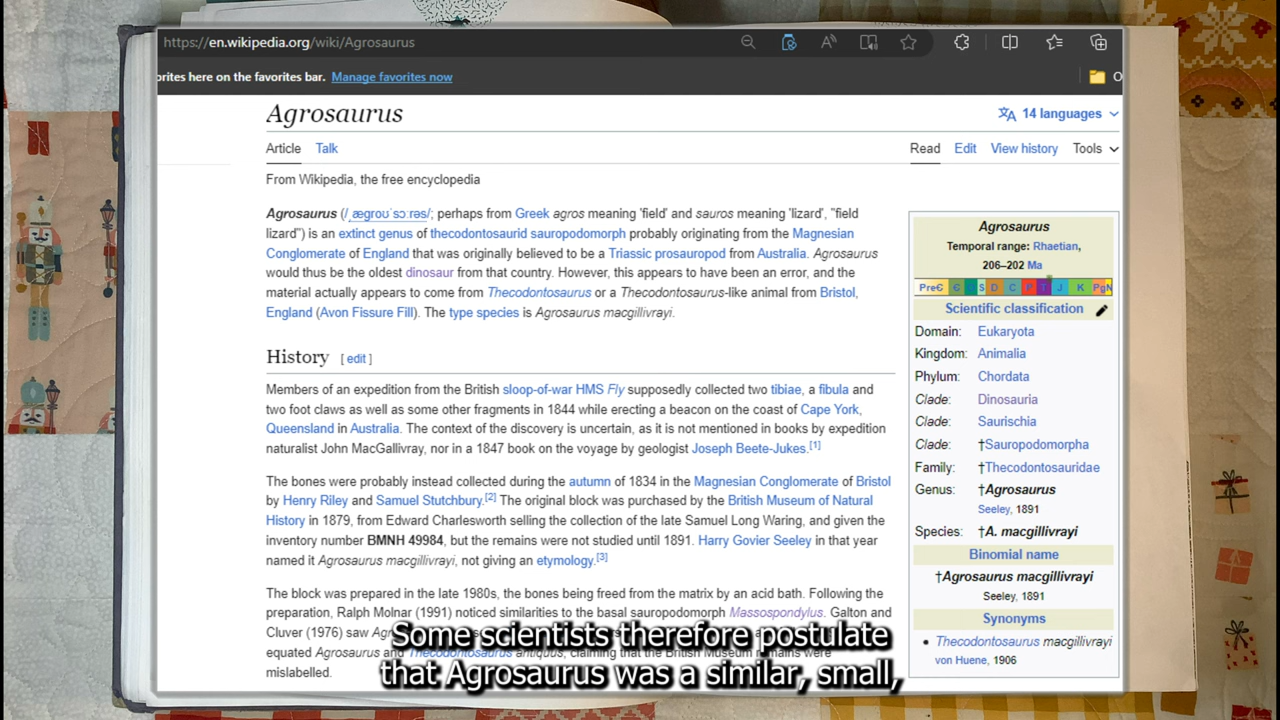 https://en.wikipedia.org/wiki/Agrosaurus
orites here on the favorites bar. Manage favorites now
O
Agrosaurus
14 languages
Article Talk
Read Edit View history Tools
From Wikipedia, the free encyclopedia
Agrosaurus (/ˌæɡroʊˈsɔːrəs/; perhaps from Greek agros meaning 'field' and sauros meaning 'lizard', "field
lizard") is an extinct genus of thecodontosaurid sauropodomorph probably originating from the Magnesian
Conglomerate of England that was originally believed to be a Triassic prosauropod from Australia. Agrosaurus
would thus be the oldest dinosaur from that country. However, this appears to have been an error, and the
material actually appears to come from Thecodontosaurus or a Thecodontosaurus-like animal from Bristol,
England (Avon Fissure Fill). The type species is Agrosaurus macgillivrayi.
History [ edit ]
Members of an expedition from the British sloop-of-war HMS Fly supposedly collected two tibiae, a fibula and
two foot claws as well as some other fragments in 1844 while erecting a beacon on the coast of Cape York,
Queensland in Australia. The context of the discovery is uncertain, as it is not mentioned in books by expedition
naturalist John MacGallivray, nor in a 1847 book on the voyage by geologist Joseph Beete-Jukes.[1]
The bones were probably instead collected during the autumn of 1834 in the Magnesian Conglomerate of Bristol
by Henry Riley and Samuel Stutchbury.[2] The original block was purchased by the British Museum of Natural
History in 1879, from Edward Charlesworth selling the collection of the late Samuel Long Waring, and given the
inventory number BMNH 49984, but the remains were not studied until 1891. Harry Govier Seeley in that year
named it Agrosaurus macgillivrayi, not giving an etymology.[3]
The block was prepared in the late 1980s, the bones being freed from the matrix by an acid bath. Following the
preparation, Ralph Molnar (1991) noticed similarities to the basal sauropodomorph Massospondylus. Galton and
Cluver (1976) saw
equated Agrosaurus and Thecodontosaurus antiquus, claiming that the British Museum remains were
mislabelled.
Agrosaurus
Temporal range: Rhaetian,
206–202 Ma
PreꞒ Ꞓ O S D C P T J K Pg N
Scientific classification
Domain: Eukaryota
Kingdom: Animalia
Phylum: Chordata
Clade: Dinosauria
Clade: Saurischia
Clade: †Sauropodomorpha
Family: †Thecodontosauridae
Genus: †Agrosaurus
Seeley, 1891
Species: †A. macgillivrayi
Binomial name
†Agrosaurus macgillivrayi
Seeley, 1891
Synonyms
• Thecodontosaurus macgillivrayi
von Huene, 1906
Some scientists therefore postulate
that Agrosaurus was a similar, small,